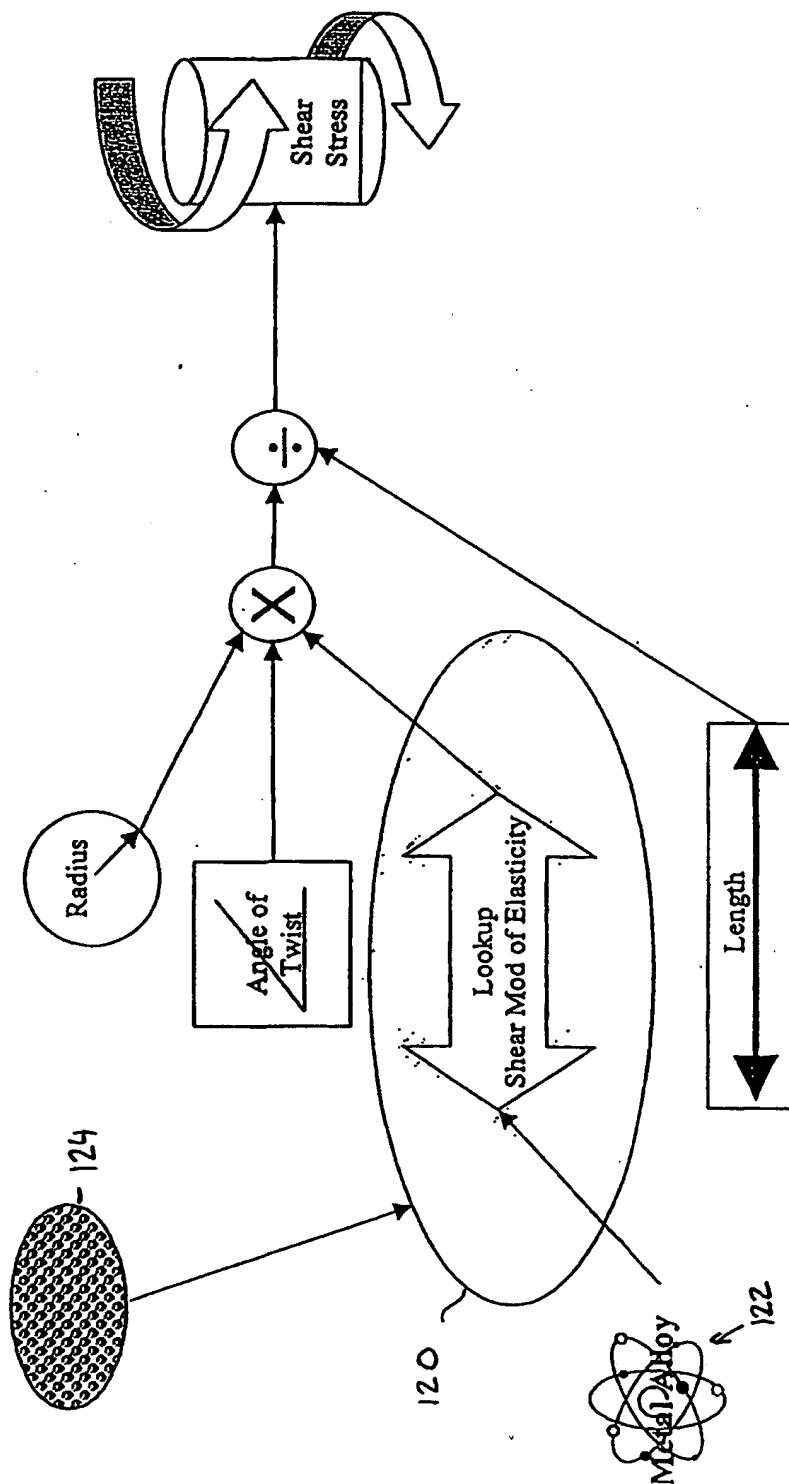 124
Radius
Angle of
Twist
X
÷
Shear
Stress
Lookup
Shear Mod of Elasticity
120
Metal Alloy
122
Length